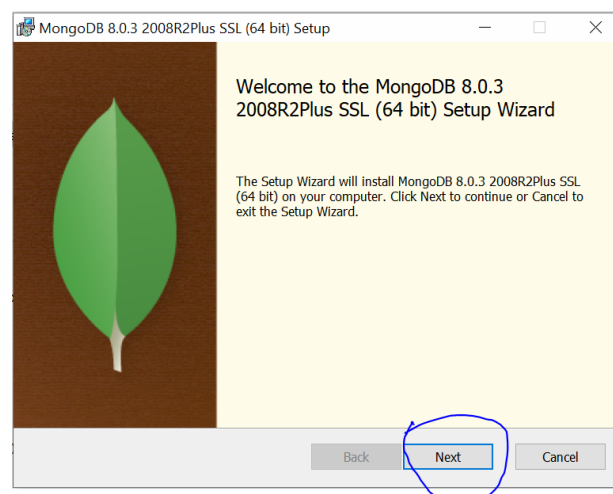 MongoDB 8.0.3 2008R2Plus SSL (64 bit) Setup
Welcome to the MongoDB 8.0.3
2008R2Plus SSL (64 bit) Setup Wizard
The Setup Wizard will install MongoDB 8.0.3 2008R2Plus SSL
(64 bit) on your computer. Click Next to continue or Cancel to
exit the Setup Wizard.
Back Next Cancel